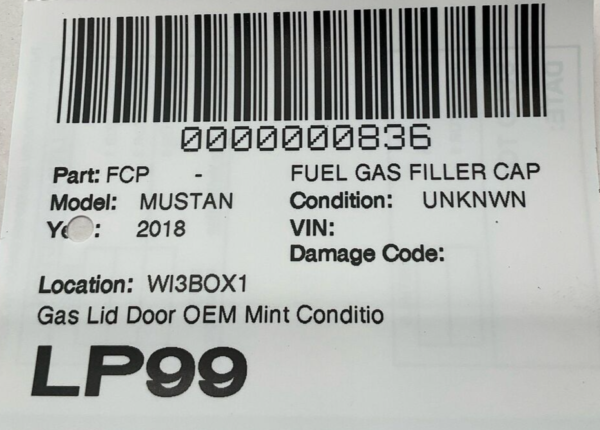 0000000836
Part: FCP - FUEL GAS FILLER CAP
Model: MUSTAN Condition: UNKNWN
2018 VIN:
Damage Code:
Location: WI3BOX1
Gas Lid Door OEM Mint Conditio
LP99